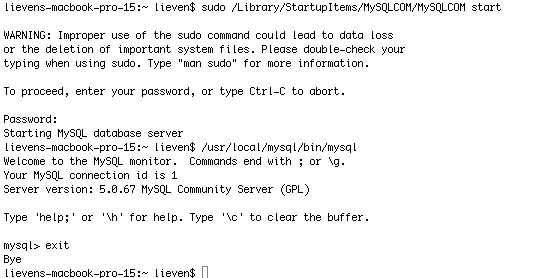 lievens-macbook-pro-15:~ lieven$ sudo /Library/StartupItems/MySQLCOM/MySQLCOM start

WARNING: Improper use of the sudo command could lead to data loss
or the deletion of important system files. Please double-check your
typing when using sudo. Type "man sudo" for more information.

To proceed, enter your password, or type Ctrl-C to abort.

Password:
Starting MySQL database server
lievens-macbook-pro-15:~ lieven$ /usr/local/mysql/bin/mysql
Welcome to the MySQL monitor.  Commands end with ; or \g.
Your MySQL connection id is 1
Server version: 5.0.67 MySQL Community Server (GPL)

Type 'help;' or '\h' for help. Type '\c' to clear the buffer.

mysql> exit
Bye
lievens-macbook-pro-15:~ lieven$